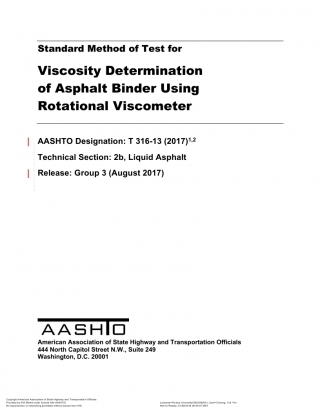 Standard Method of Test for
Viscosity Determination
of Asphalt Binder Using
Rotational Viscometer
AASHTO Designation: T 316-13 (2017)1,2
Technical Section: 2b, Liquid Asphalt
Release: Group 3 (August 2017)
AASHTO
American Association of State Highway and Transportation Officials
444 North Capitol Street N.W., Suite 249
Washington, D.C. 20001